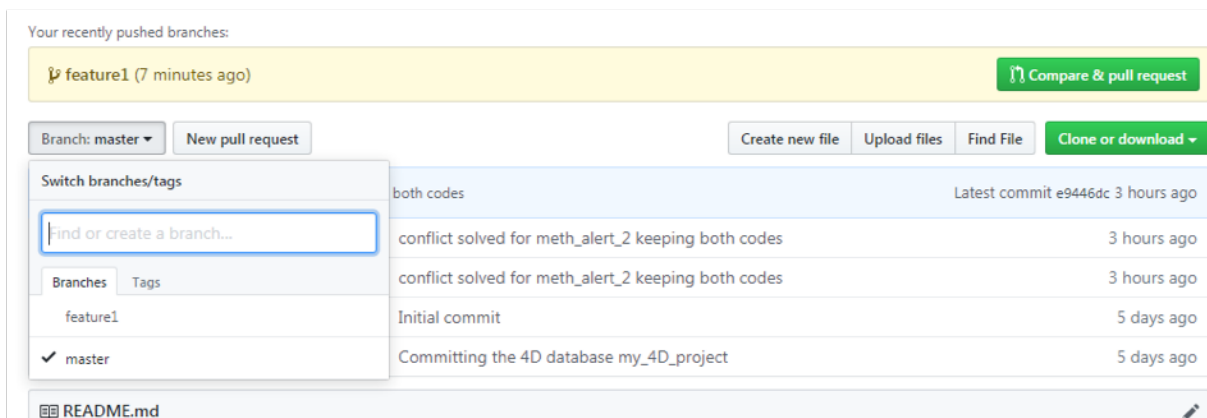 Your recently pushed branches:
feature1 (7 minutes ago)
Compare & pull request
Branch: master
New pull request
Create new file
Upload files
Find File
Clone or download
Switch branches/tags
both codes
Latest commit e9446dc 3 hours ago
Find or create a branch...
conflict solved for meth_alert_2 keeping both codes
3 hours ago
Branches
Tags
conflict solved for meth_alert_2 keeping both codes
3 hours ago
feature1
Initial commit
5 days ago
master
Committing the 4D database my_4D_project
5 days ago
README.md